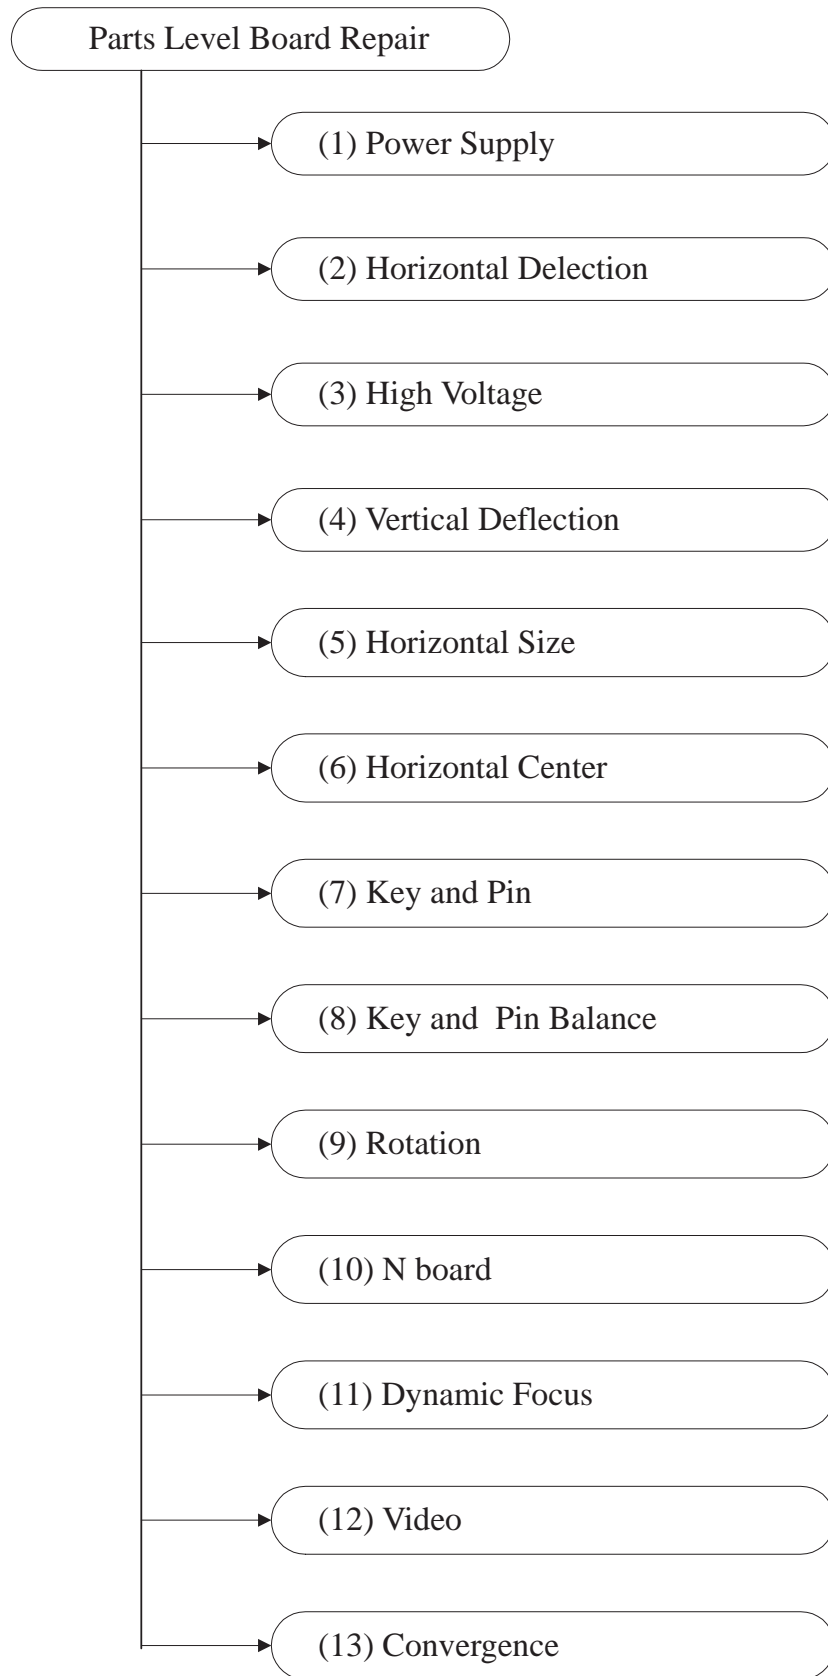 Parts Level Board Repair
(1) Power Supply
(2) Horizontal Delection
(3) High Voltage
(4) Vertical Deflection
(5) Horizontal Size
(6) Horizontal Center
(7) Key and Pin
(8) Key and  Pin Balance
(9) Rotation
(10) N board
(11) Dynamic Focus
(12) Video
(13) Convergence